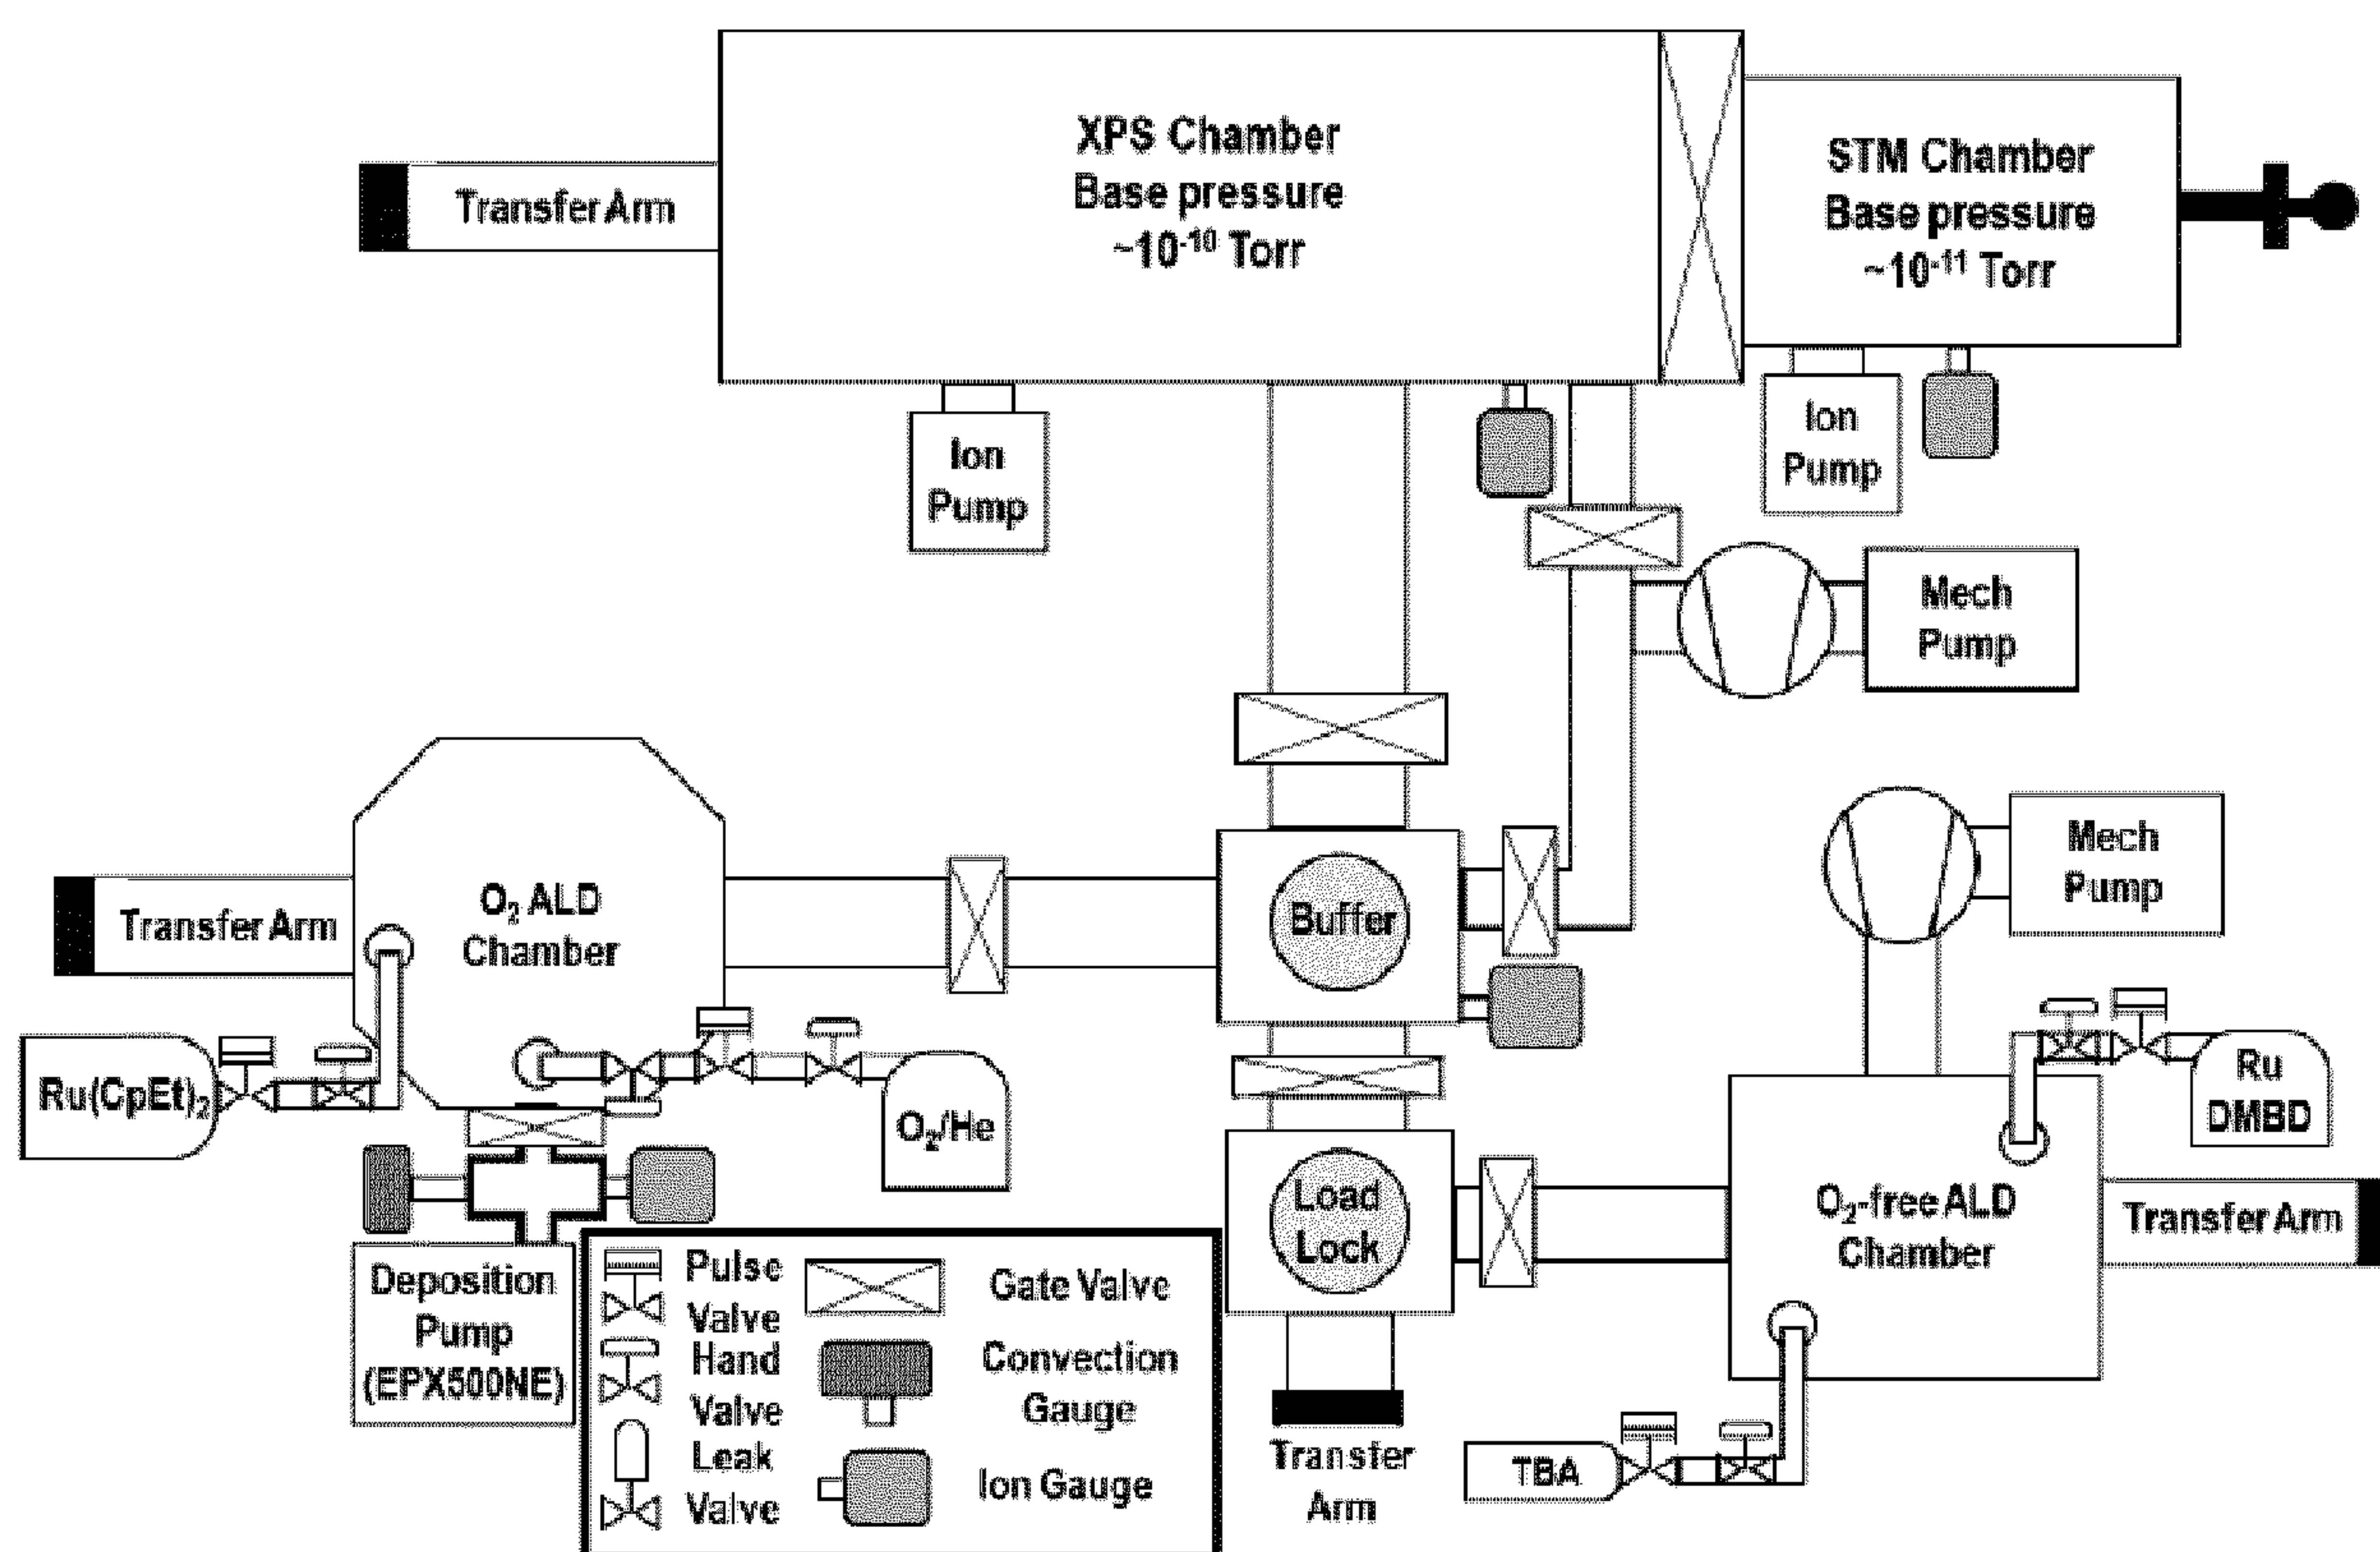 XPS Chamber
Base pressure
~10⁻¹⁰ Torr
STM Chamber
Base pressure
~10⁻¹¹ Torr
Transfer Arm
Ion
Pump
Ion
Pump
Mech
Pump
Mech
Pump
O₂ ALD
Chamber
Transfer Arm
Buffer
Ru(CpEt)₂
O₂/He
Ru
DMBD
Load
Lock
O₂-free ALD
Chamber
Transfer Arm
Deposition
Pump
(EPX500NE)
Pulse
Valve
Hand
Valve
Leak
Valve
Gate Valve
Convection
Gauge
Ion Gauge
Transfer
Arm
TBA